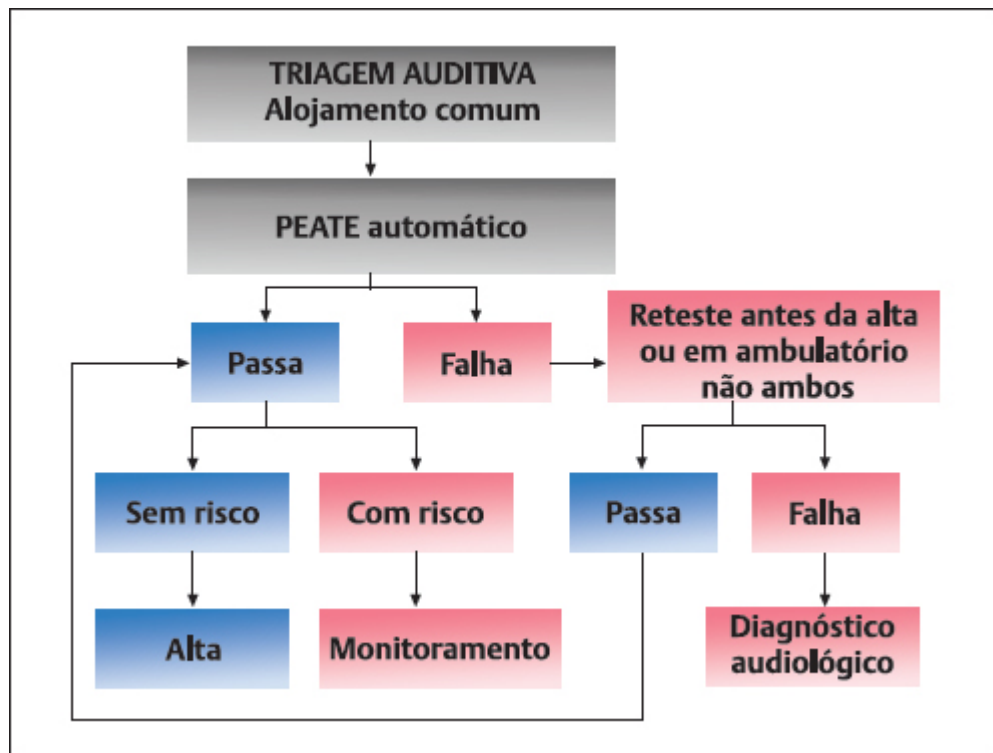 TRIAGEM AUDITIVA
Alojamento comum
PEATE automático
Passa
Falha
Reteste antes da alta
ou em ambulatório
não ambos
Sem risco
Com risco
Passa
Falha
Alta
Monitoramento
Diagnóstico
audiológico